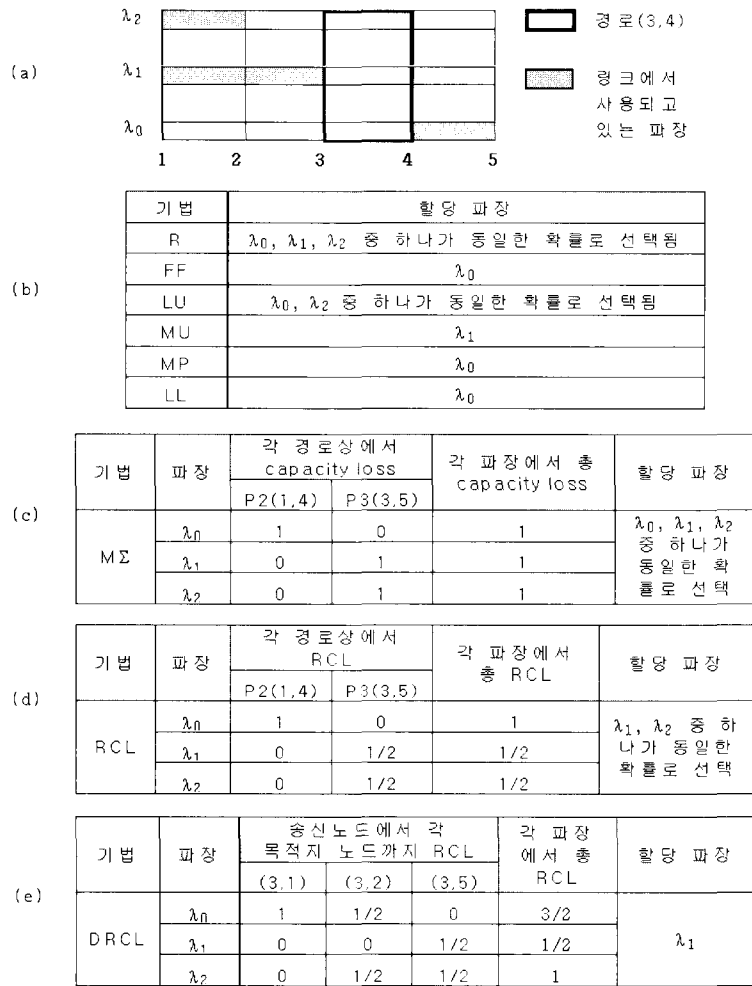 (a)
λ2
λ1
λ0
1 2 3 4 5
경로(3,4)
링크에서
사용되고
있는 파장
(b)
기법 할당 파장
R λ0, λ1, λ2 중 하나가 동일한 확률로 선택됨
FF λ0
LU λ0, λ2 중 하나가 동일한 확률로 선택됨
MU λ1
MP λ0
LL λ0
(c)
기법 파장 각 경로상에서 capacity loss 각 파장에서 총 capacity loss 할당 파장
P2(1,4) P3(3,5)
MΣ
λ0 1 0 1
λ1 0 1 1
λ2 0 1 1
λ0, λ1, λ2
중 하나가
동일한 확
률로 선택
(d)
기법 파장 각 경로상에서 RCL 각 파장에서 총 RCL 할당 파장
P2(1,4) P3(3,5)
RCL
λ0 1 0 1
λ1 0 1/2 1/2
λ2 0 1/2 1/2
λ1, λ2 중 하
나가 동일한
확률로 선택
(e)
기법 파장 송신노드에서 각 목적지 노드까지 RCL 각 파장에서 총 RCL 할당 파장
(3,1) (3,2) (3,5)
DRCL
λ0 1 1/2 0 3/2
λ1 0 0 1/2 1/2
λ2 0 1/2 1/2 1
λ1